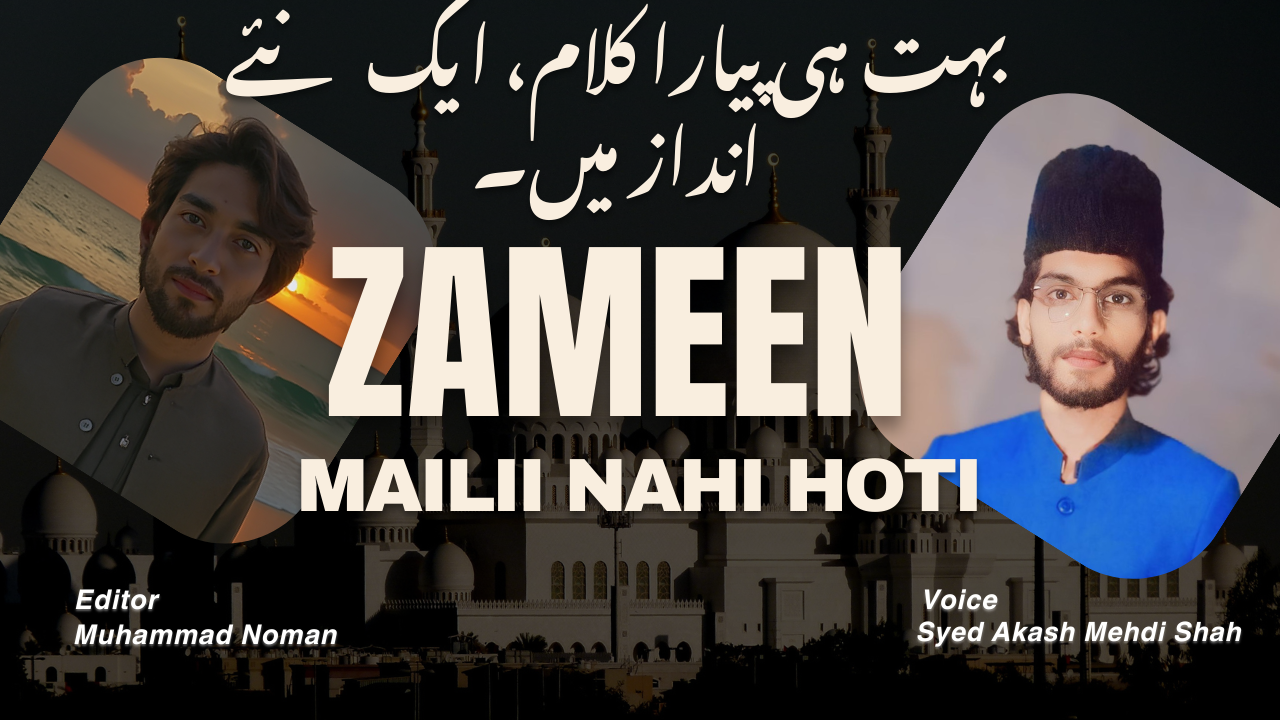 بہت ہی پیارا کلام، ایک نئے
انداز میں۔
ZAMEEN
MAILII NAHI HOTI
Editor
Muhammad Noman
Voice
Syed Akash Mehdi Shah